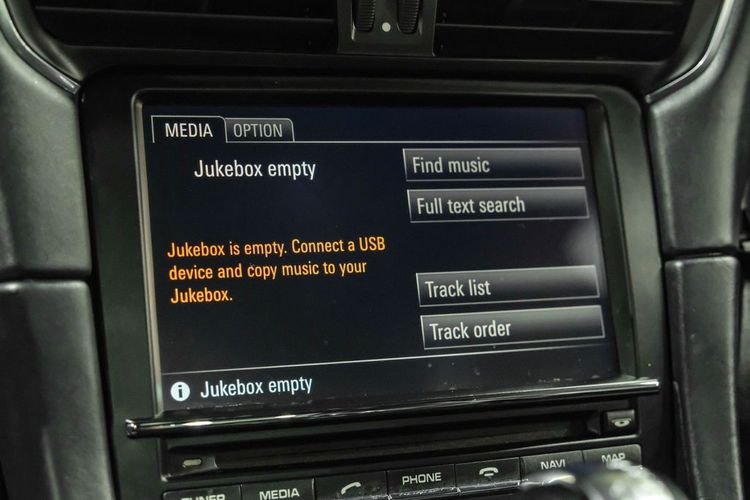 MEDIA OPTION
Jukebox empty
Find music
Full text search
Jukebox is empty. Connect a USB
device and copy music to your
Jukebox.
Track list
Track order
Jukebox empty
TUNER MEDIA PHONE NAVI MAP